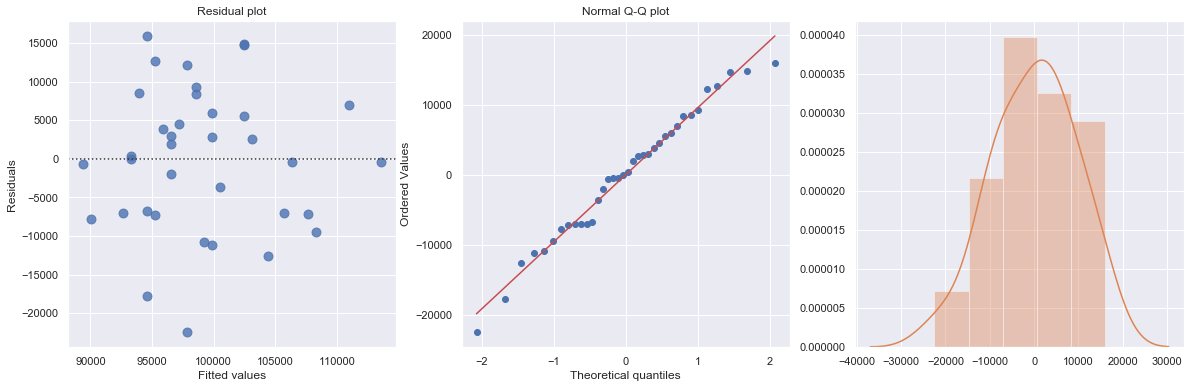 Residual plot
15000
10000
5000
0
−5000
−10000
−15000
−20000
Residuals
90000 95000 100000 105000 110000
Fitted values
Normal Q-Q plot
20000
10000
0
−10000
−20000
Ordered Values
−2 −1 0 1 2
Theoretical quantiles
0.000040
0.000035
0.000030
0.000025
0.000020
0.000015
0.000010
0.000005
0.000000
−40000 −30000 −20000 −10000 0 10000 20000 30000